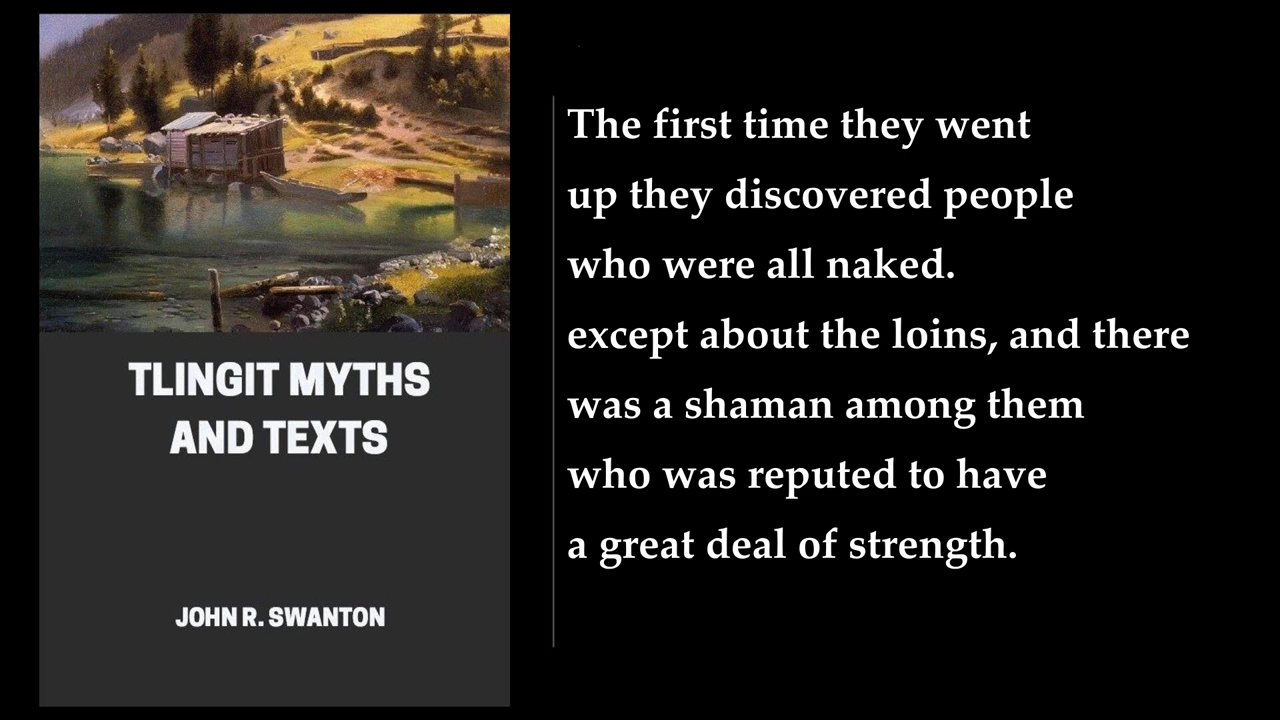 TLINGIT MYTHS
AND TEXTS
JOHN R. SWANTON
The first time they went
up they discovered people
who were all naked.
except about the loins, and there
was a shaman among them
who was reputed to have
a great deal of strength.